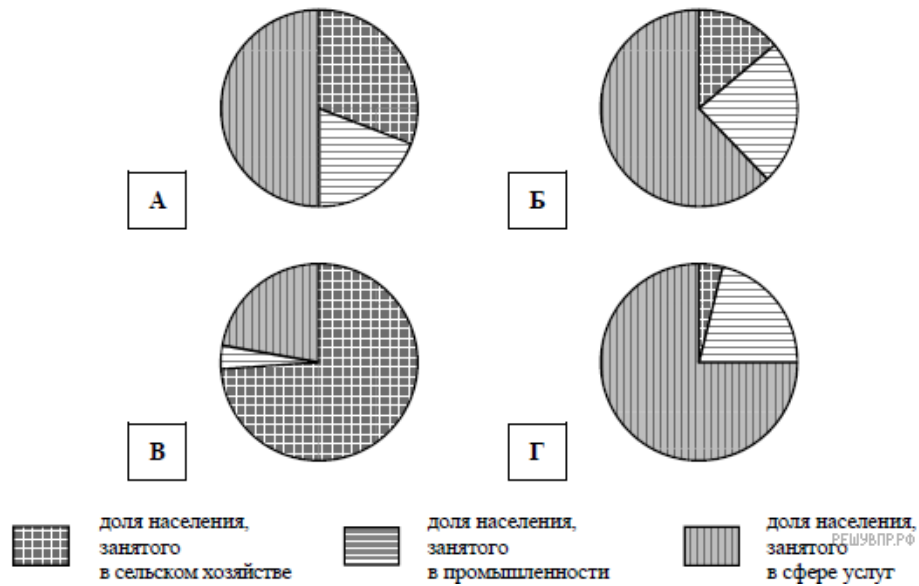 А
Б
В
Г
доля населения,
занятого
в сельском хозяйстве
доля населения,
занятого
в промышленности
доля населения,
РЕШУВПР.РФ
занятого
в сфере услуг